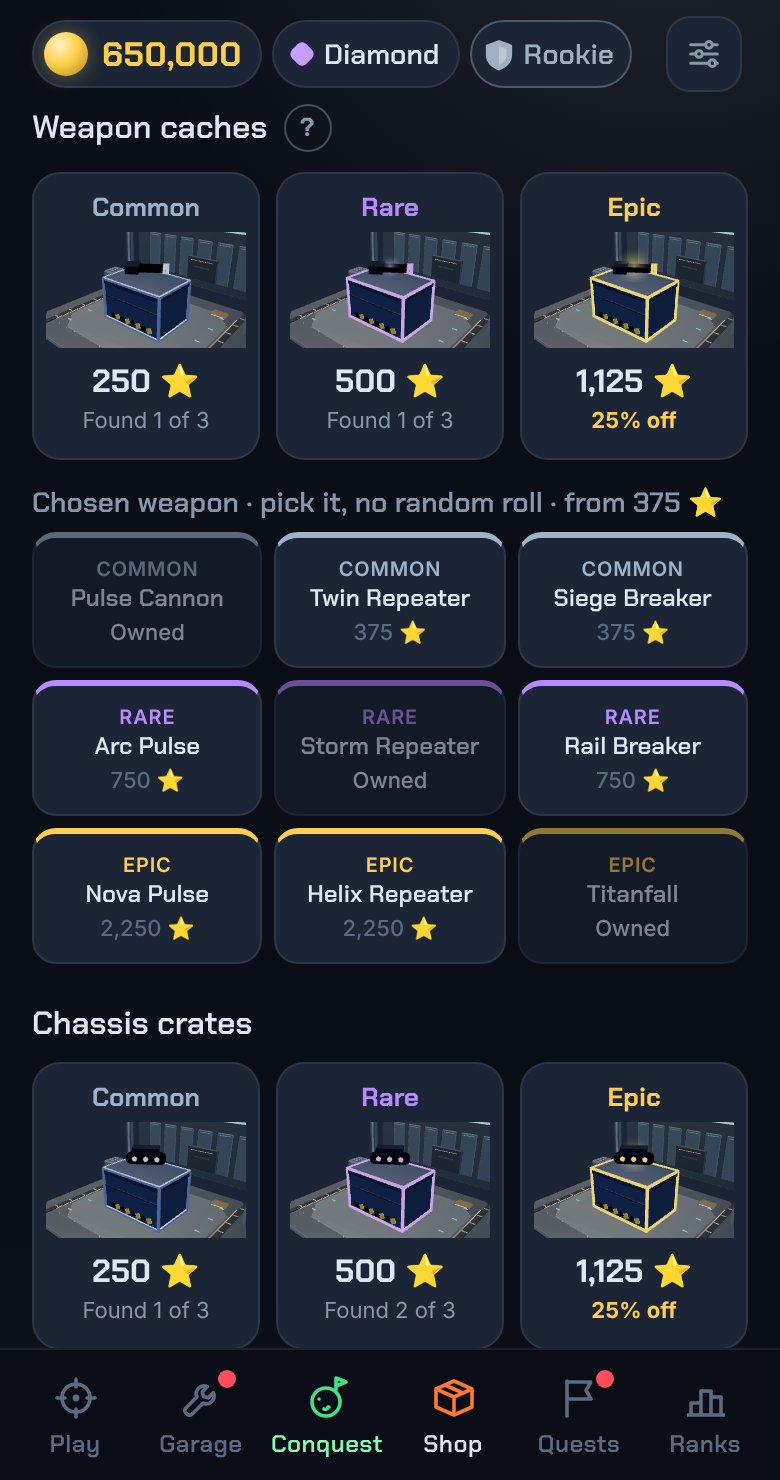 650,000 Diamond Rookie
Weapon caches ?
Common Rare Epic
250 ⭐ 500 ⭐ 1,125 ⭐
Found 1 of 3 Found 1 of 3 25% off
Chosen weapon · pick it, no random roll · from 375 ⭐
COMMON COMMON COMMON
Pulse Cannon Twin Repeater Siege Breaker
Owned 375 ⭐ 375 ⭐
RARE RARE RARE
Arc Pulse Storm Repeater Rail Breaker
750 ⭐ Owned 750 ⭐
EPIC EPIC EPIC
Nova Pulse Helix Repeater Titanfall
2,250 ⭐ 2,250 ⭐ Owned
Chassis crates
Common Rare Epic
250 ⭐ 500 ⭐ 1,125 ⭐
Found 1 of 3 Found 2 of 3 25% off
Play Garage Conquest Shop Quests Ranks